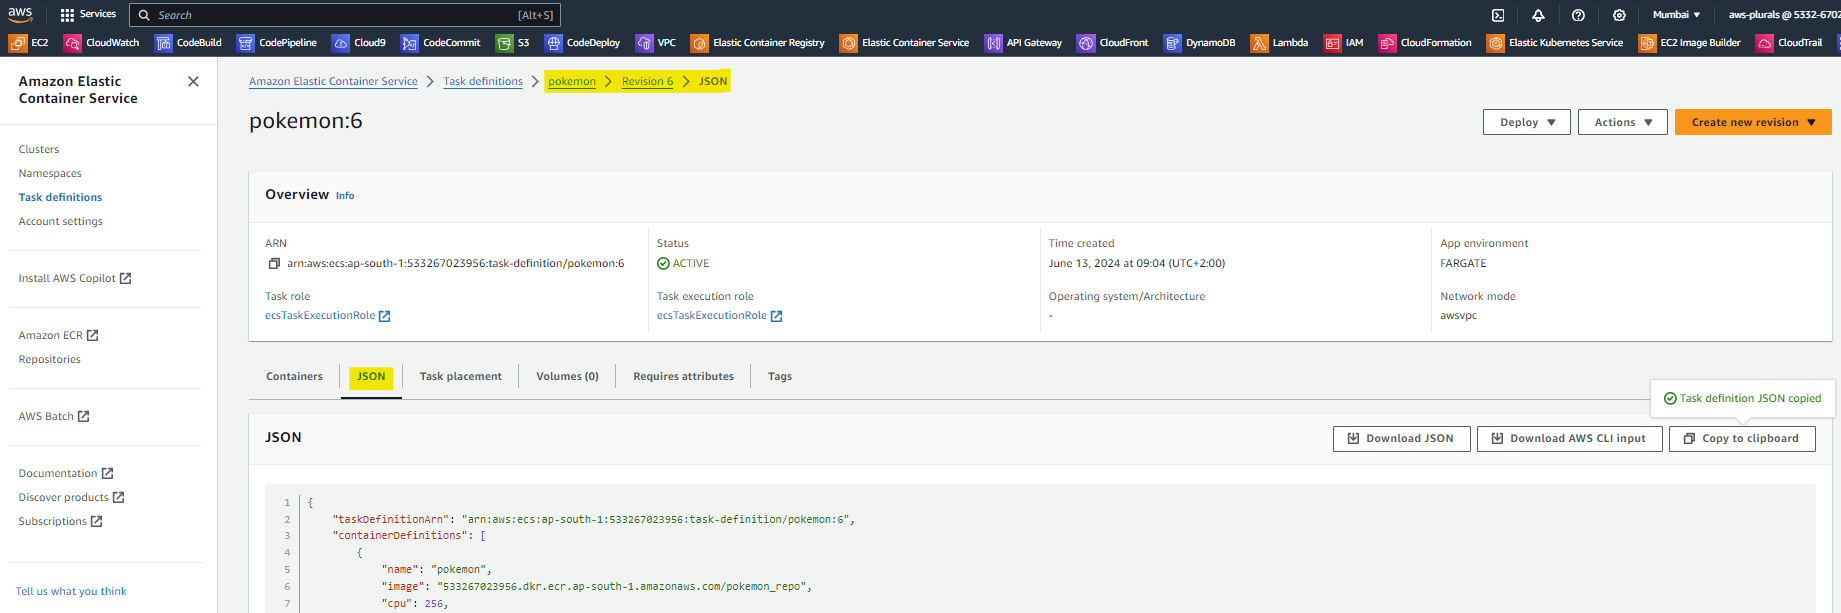 aws
Services
Search
[Alt+S]
Mumbai
aws-plurals @ 5332-6702
EC2
CloudWatch
CodeBuild
CodePipeline
Cloud9
CodeCommit
S3
CodeDeploy
VPC
Elastic Container Registry
Elastic Container Service
API Gateway
CloudFront
DynamoDB
Lambda
IAM
CloudFormation
Elastic Kubernetes Service
EC2 Image Builder
CloudTrail
Amazon Elastic
Container Service
Clusters
Namespaces
Task definitions
Account settings
Install AWS Copilot
Amazon ECR
Repositories
AWS Batch
Documentation
Discover products
Subscriptions
Tell us what you think
Amazon Elastic Container Service > Task definitions > pokemon > Revision 6 > JSON
pokemon:6
Deploy
Actions
Create new revision
Overview Info
ARN
arn:aws:ecs:ap-south-1:533267023956:task-definition/pokemon:6
Status
ACTIVE
Time created
June 13, 2024 at 09:04 (UTC+2:00)
App environment
FARGATE
Task role
ecsTaskExecutionRole
Task execution role
ecsTaskExecutionRole
Operating system/Architecture
-
Network mode
awsvpc
Containers
JSON
Task placement
Volumes (0)
Requires attributes
Tags
Task definition JSON copied
JSON
Download JSON
Download AWS CLI input
Copy to clipboard
1 {
2 "taskDefinitionArn": "arn:aws:ecs:ap-south-1:533267023956:task-definition/pokemon:6",
3 "containerDefinitions": [
4 {
5 "name": "pokemon",
6 "image": "533267023956.dkr.ecr.ap-south-1.amazonaws.com/pokemon_repo",
7 "cpu": 256,